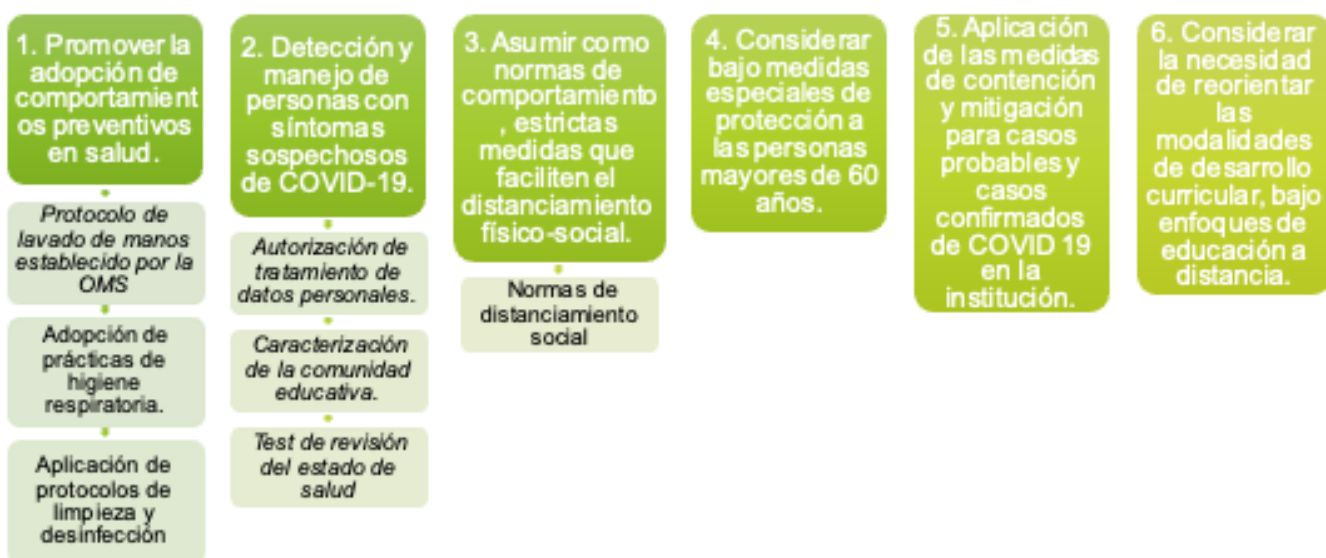 1. Promover la
adopción de
comportamient
os preventivos
en salud.
Protocolo de
lavado de manos
establecido por la
OMS
Adopción de
prácticas de
higiene
respiratoria.
Aplicación de
protocolos de
limpieza y
desinfección
2. Detección y
manejo de
personas con
síntomas
sospechosos
de COVID-19.
Autorización de
tratamiento de
datos personales.
Caracterización
de la comunidad
educativa.
Test de revisión
del estado de
salud
3. Asumir como
normas de
comportamiento
, estrictas
medidas que
faciliten el
distanciamiento
físico-social.
Normas de
distanciamiento
social
4. Considerar
bajo medidas
especiales de
protección a
las personas
mayores de 60
años.
5. Aplicación
de las medidas
de contención
y mitigación
para casos
probables y
casos
confirmados
de COVID 19
en la
institución.
6. Considerar
la necesidad
de reorientar
las
modalidades
de desarrollo
curricular, bajo
enfoques de
educación a
distancia.